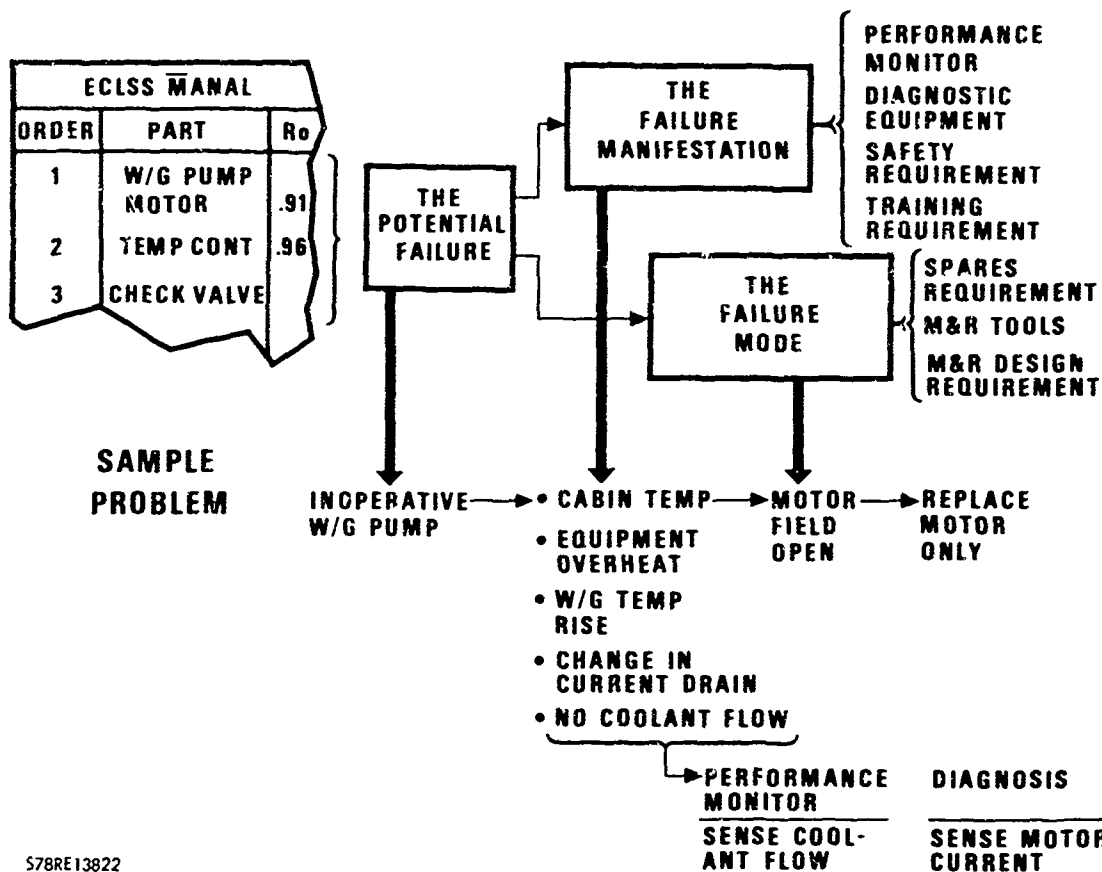 ECLSS M̅ANAL
ORDER PART Ro
1 W/G PUMP
MOTOR .91
2 TEMP CONT .96
3 CHECK VALVE
THE
POTENTIAL
FAILURE
THE
FAILURE
MANIFESTATION
PERFORMANCE
MONITOR
DIAGNOSTIC
EQUIPMENT
SAFETY
REQUIREMENT
TRAINING
REQUIREMENT
THE
FAILURE
MODE
SPARES
REQUIREMENT
M&R TOOLS
M&R DESIGN
REQUIREMENT
SAMPLE
PROBLEM
INOPERATIVE
W/G PUMP
• CABIN TEMP
• EQUIPMENT
OVERHEAT
• W/G TEMP
RISE
• CHANGE IN
CURRENT DRAIN
• NO COOLANT FLOW
MOTOR
FIELD
OPEN
REPLACE
MOTOR
ONLY
PERFORMANCE
MONITOR
SENSE COOL-
ANT FLOW
DIAGNOSIS
SENSE MOTOR
CURRENT
S78RE13822